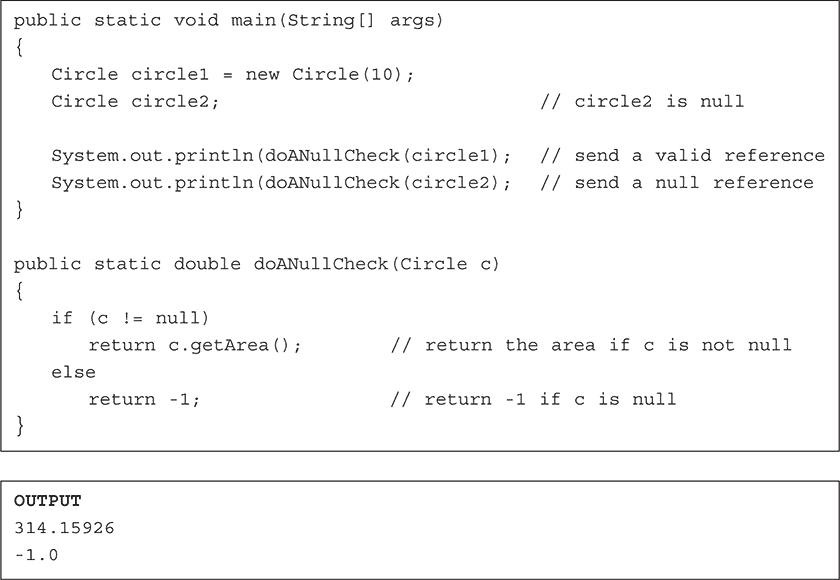 public static void main(String[] args)
{
   Circle circle1 = new Circle(10);
   Circle circle2;                        // circle2 is null

   System.out.println(doANullCheck(circle1);  // send a valid reference
   System.out.println(doANullCheck(circle2);  // send a null reference
}

public static double doANullCheck(Circle c)
{
   if (c != null)
      return c.getArea();       // return the area if c is not null
   else
      return -1;                // return -1 if c is null
}

OUTPUT
314.15926
-1.0